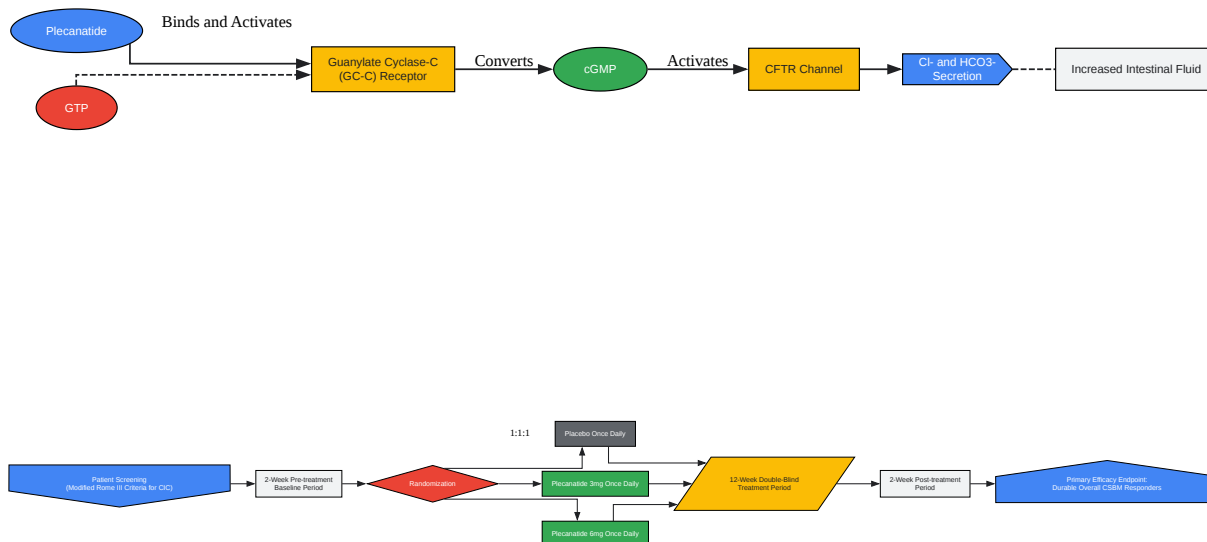 Plecanatide
Binds and Activates
GTP
Guanylate Cyclase-C
(GC-C) Receptor
Converts
cGMP
Activates
CFTR Channel
Cl- and HCO3-
Secretion
Increased Intestinal Fluid
Patient Screening
(Modified Rome III Criteria for CIC)
2-Week Pre-treatment
Baseline Period
Randomization
1:1:1
Placebo Once Daily
Plecanatide 3mg Once Daily
Plecanatide 6mg Once Daily
12-Week Double-Blind
Treatment Period
2-Week Post-treatment
Period
Primary Efficacy Endpoint:
Durable Overall CSBM Responders